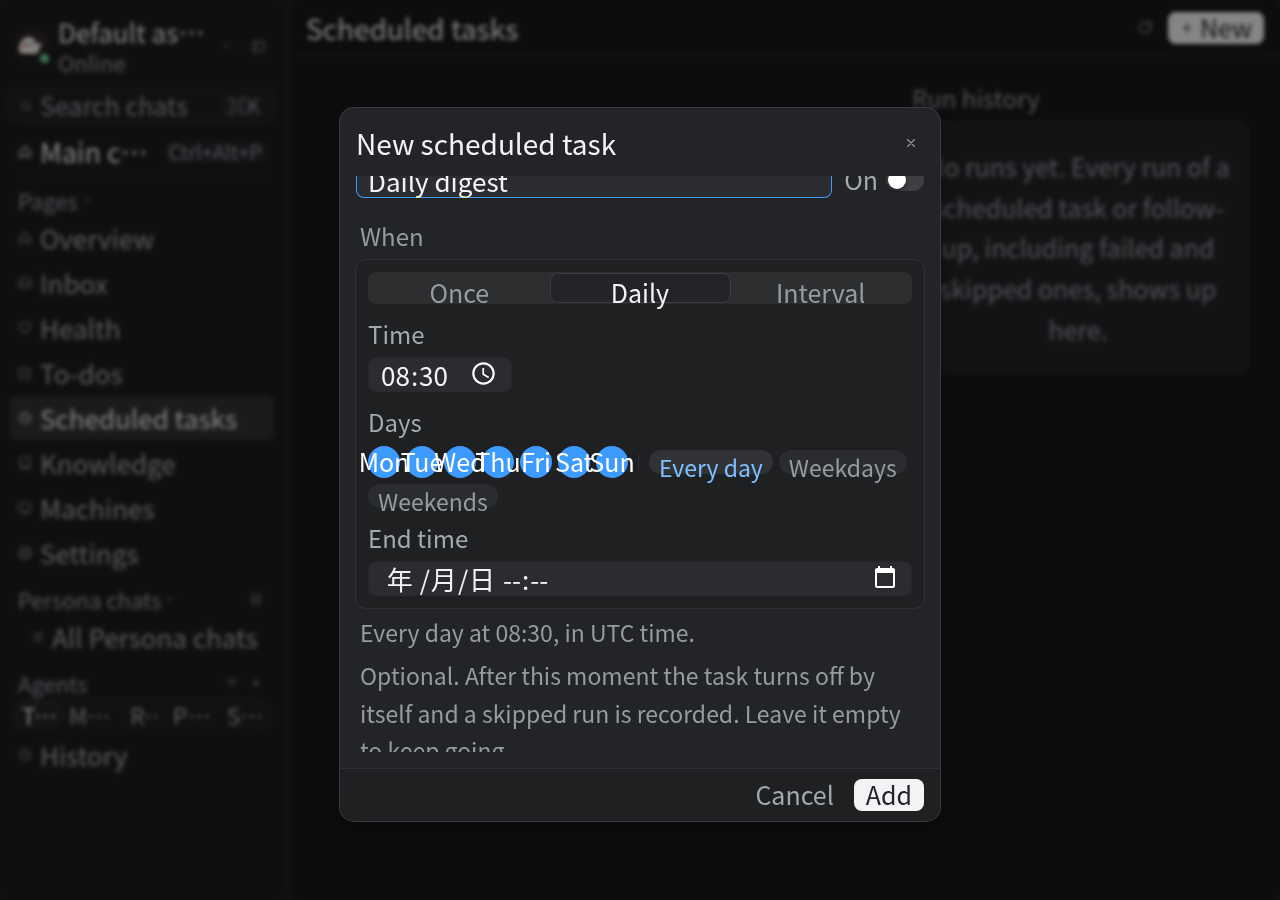 Default as…
Online
Search chats ⌘K
Main c… Ctrl+Alt+P
Pages
Overview
Inbox
Health
To-dos
Scheduled tasks
Knowledge
Machines
Settings
Persona chats
All Persona chats
Agents
T… M… R… P… S…
History
Scheduled tasks
+ New
Run history
o runs yet. Every run of a
scheduled task or follow-
up, including failed and
skipped ones, shows up
here.
New scheduled task ×
Daily digest On
When
Once Daily Interval
Time
08:30
Days
Mon Tue Wed Thu Fri Sat Sun Every day Weekdays
Weekends
End time
年 /月/日 --:--
Every day at 08:30, in UTC time.
Optional. After this moment the task turns off by
itself and a skipped run is recorded. Leave it empty
to keep going.
Cancel Add